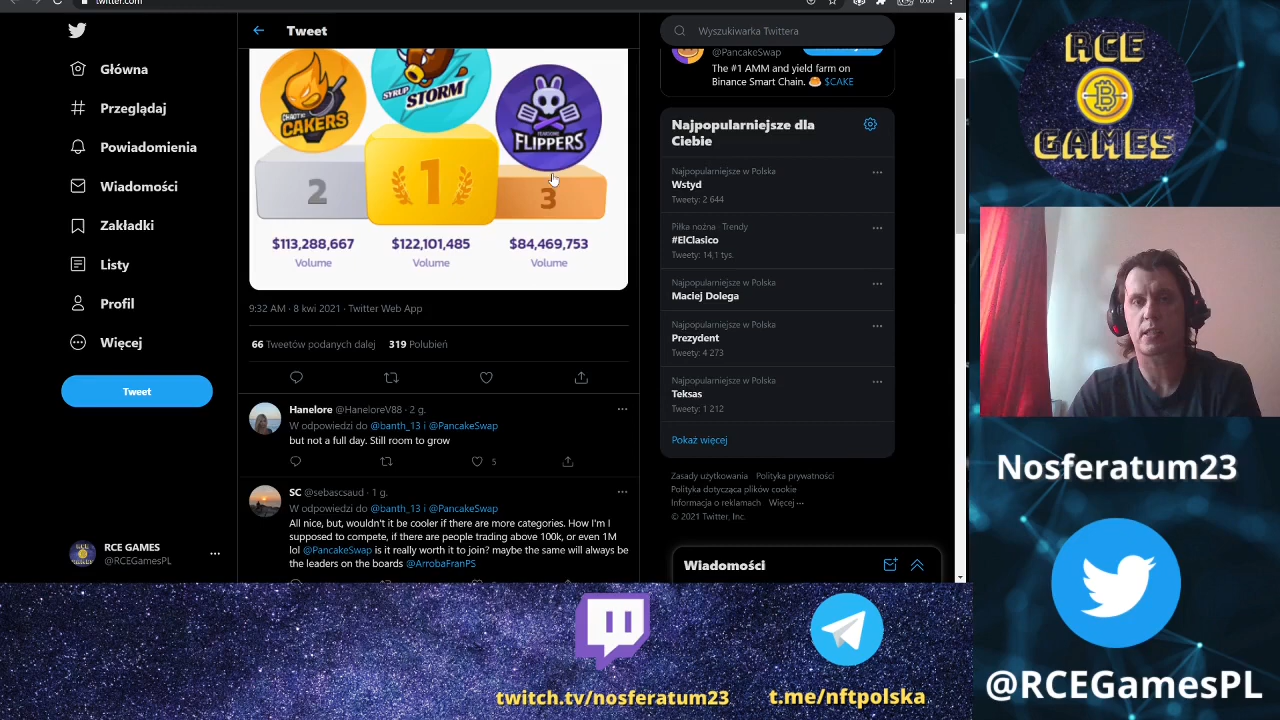 twitter.com
Tweet
Wyszukiwarka Twittera
Główna
Przeglądaj
Powiadomienia
Wiadomości
Zakładki
Listy
Profil
Więcej
Tweet
RCE GAMES
@RCEGamesPL
CHAOTIC
CAKERS
SYRUP
STORM
FEARSOME
FLIPPERS
2
1
3
$113,288,667
Volume
$122,101,485
Volume
$84,469,753
Volume
9:32 AM · 8 kwi 2021 · Twitter Web App
66 Tweetów podanych dalej 319 Polubień
Hanelore @HaneloreV88 · 2 g.
W odpowiedzi do @banth_13 i @PancakeSwap
but not a full day. Still room to grow
5
SC @sebascsaud · 1 g.
W odpowiedzi do @banth_13 i @PancakeSwap
All nice, but, wouldn't it be cooler if there are more categories. How I'm I
supposed to compete, if there are people trading above 100k, or even 1M
lol @PancakeSwap is it really worth it to join? maybe the same will always be
the leaders on the boards @ArrobaFranPS
@PancakeSwap
The #1 AMM and yield farm on
Binance Smart Chain. 🥞 $CAKE
Najpopularniejsze dla
Ciebie
Najpopularniejsze w Polsce
Wstyd
Tweety: 2 644
Piłka nożna · Trendy
#ElClasico
Tweety: 14,1 tys.
Najpopularniejsze w Polsce
Maciej Dolega
Najpopularniejsze w Polsce
Prezydent
Tweety: 4 273
Najpopularniejsze w Polsce
Teksas
Tweety: 1 212
Pokaż więcej
Zasady użytkowania Polityka prywatności
Polityka dotycząca plików cookie
Informacja o reklamach Więcej ···
© 2021 Twitter, Inc.
Wiadomości
RCE
GAMES
Nosferatum23
@RCEGamesPL
twitch.tv/nosferatum23
t.me/nftpolska